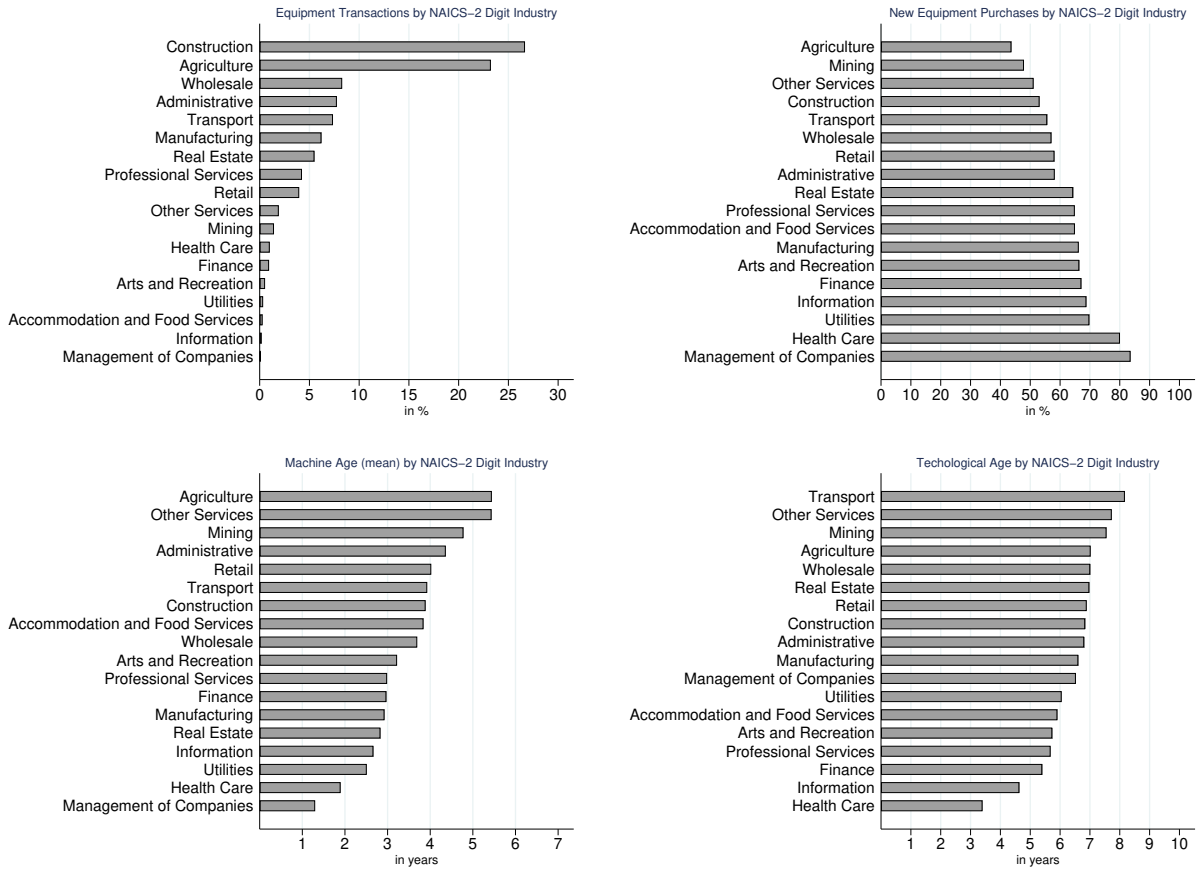 Equipment Transactions by NAICS−2 Digit Industry
Construction
Agriculture
Wholesale
Administrative
Transport
Manufacturing
Real Estate
Professional Services
Retail
Other Services
Mining
Health Care
Finance
Arts and Recreation
Utilities
Accommodation and Food Services
Information
Management of Companies
0 5 10 15 20 25 30
in %
New Equipment Purchases by NAICS−2 Digit Industry
Agriculture
Mining
Other Services
Construction
Transport
Wholesale
Retail
Administrative
Real Estate
Professional Services
Accommodation and Food Services
Manufacturing
Arts and Recreation
Finance
Information
Utilities
Health Care
Management of Companies
0 10 20 30 40 50 60 70 80 90 100
in %
Machine Age (mean) by NAICS−2 Digit Industry
Agriculture
Other Services
Mining
Administrative
Retail
Transport
Construction
Accommodation and Food Services
Wholesale
Arts and Recreation
Professional Services
Finance
Manufacturing
Real Estate
Information
Utilities
Health Care
Management of Companies
1 2 3 4 5 6 7
in years
Techological Age by NAICS−2 Digit Industry
Transport
Other Services
Mining
Agriculture
Wholesale
Real Estate
Retail
Construction
Administrative
Manufacturing
Management of Companies
Utilities
Accommodation and Food Services
Arts and Recreation
Professional Services
Finance
Information
Health Care
1 2 3 4 5 6 7 8 9 10
in years